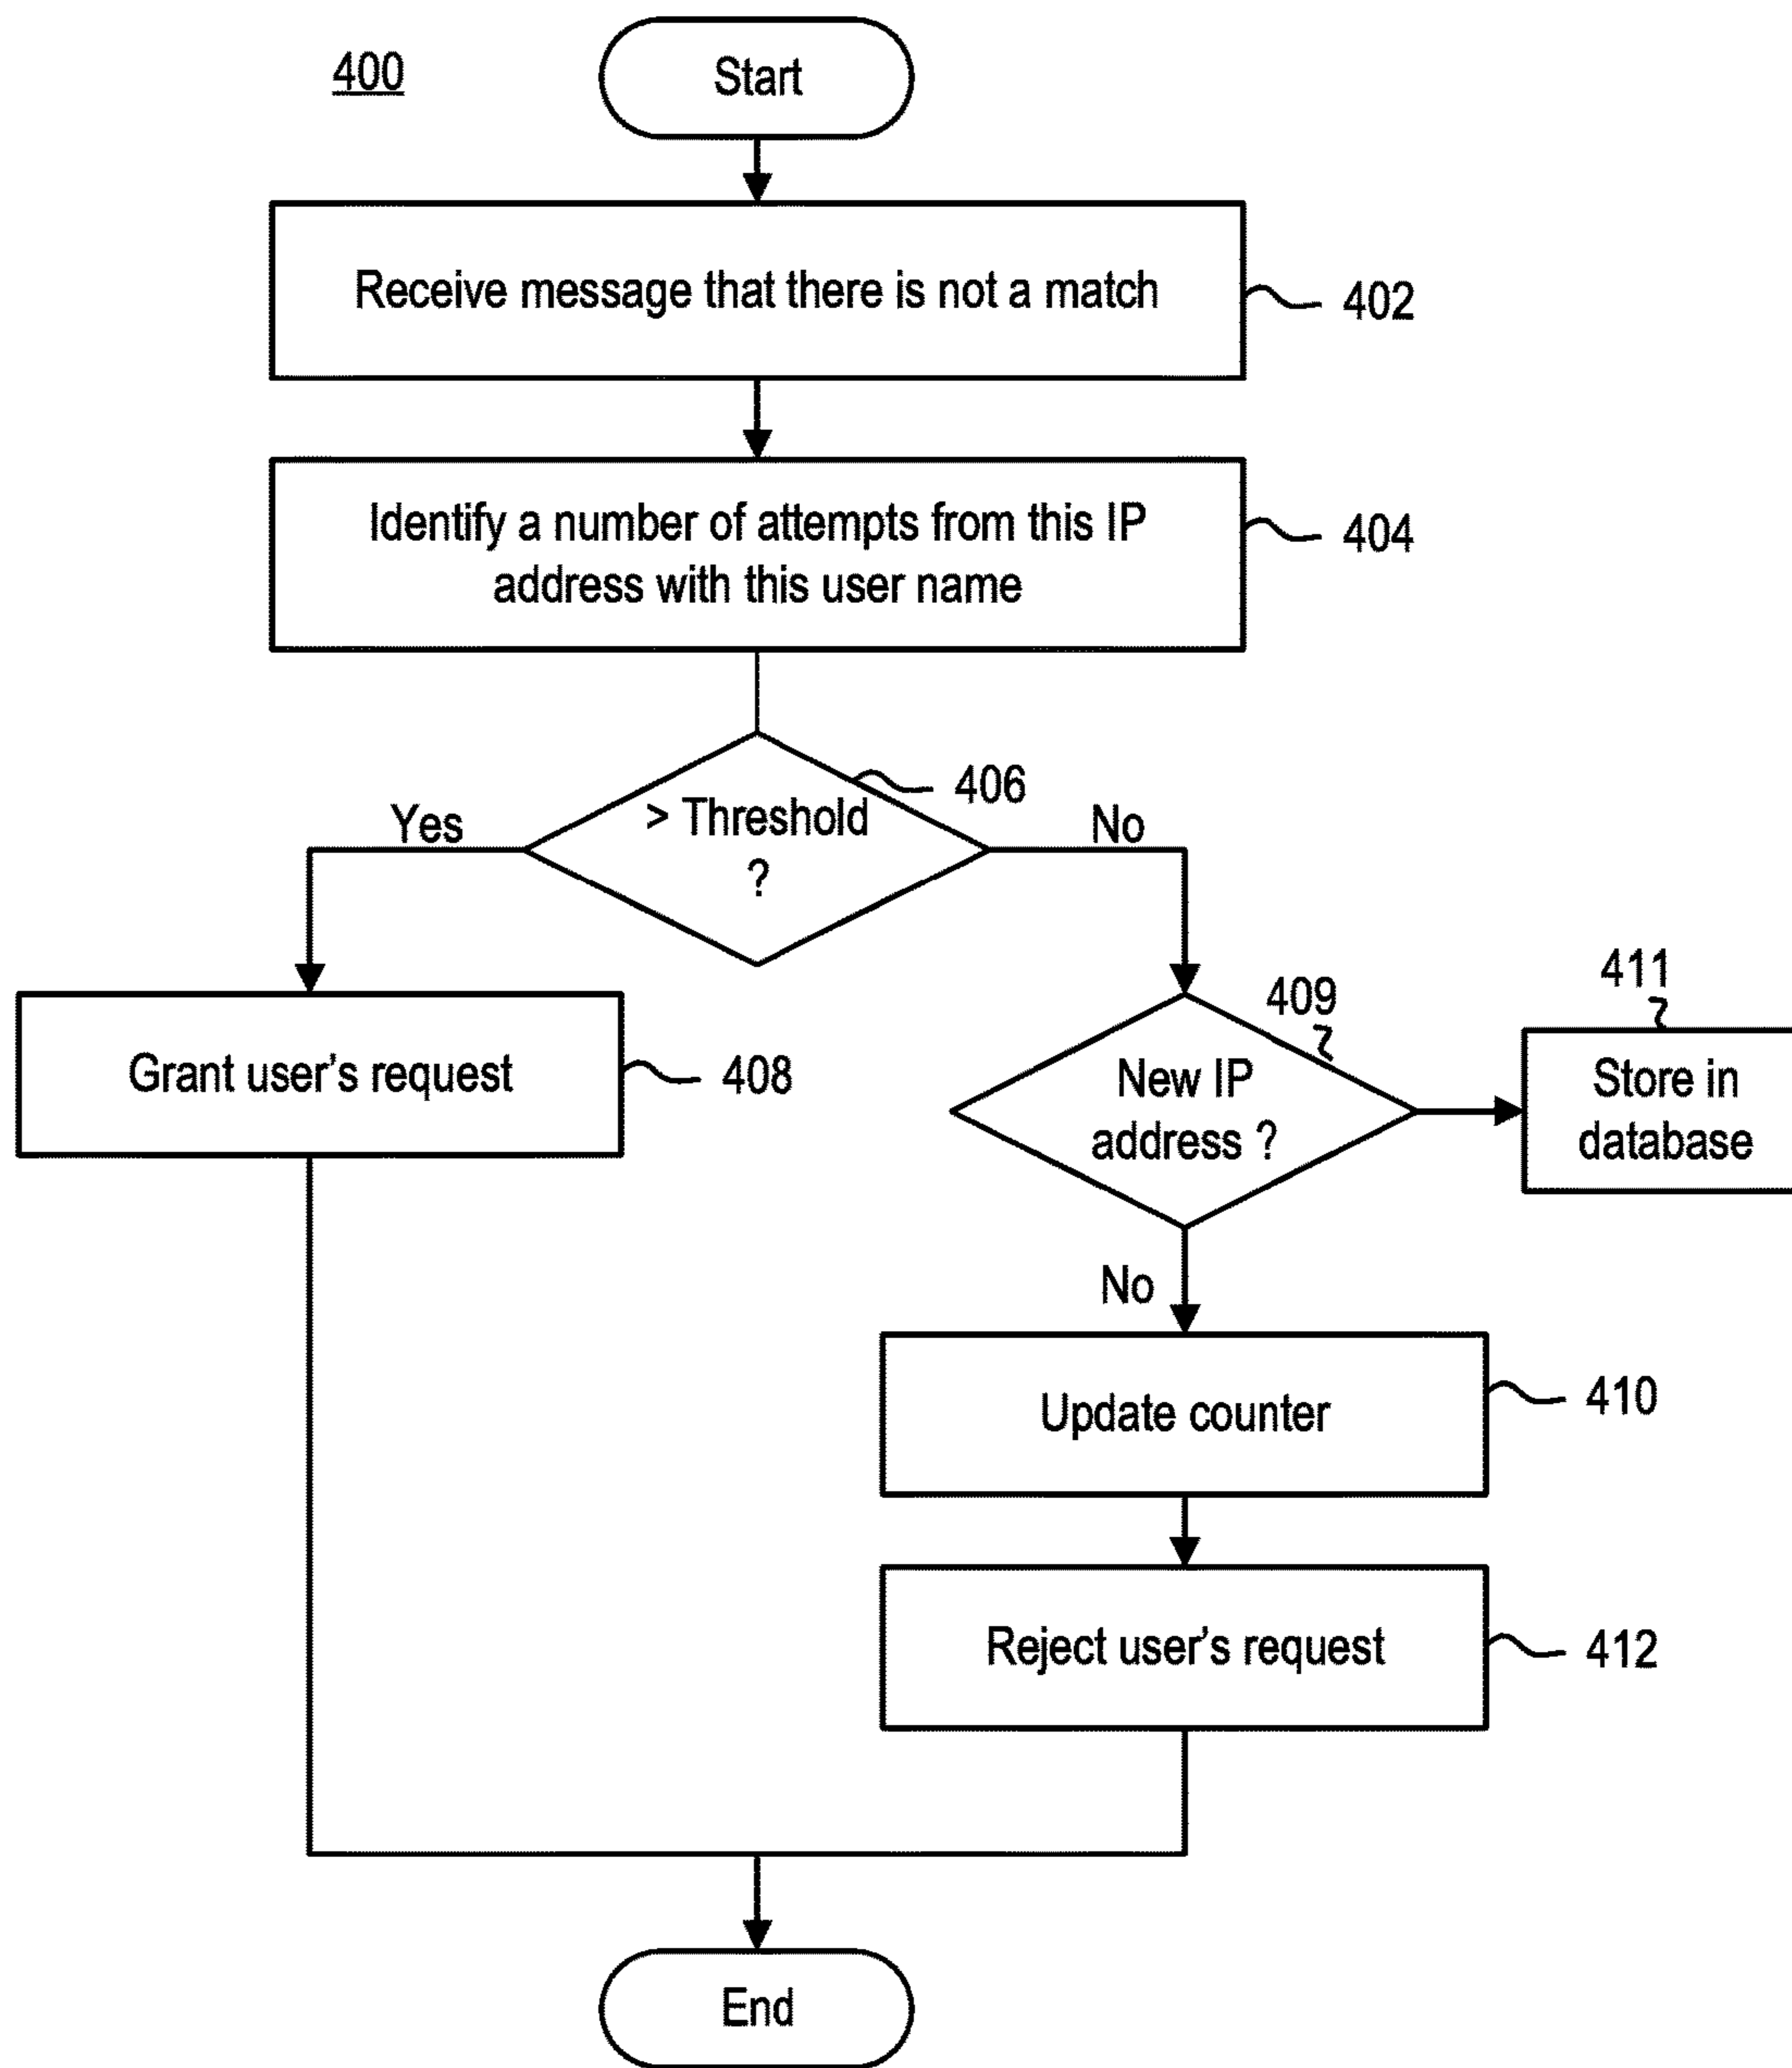 400
Start
Receive message that there is not a match
402
Identify a number of attempts from this IP
address with this user name
404
406
> Threshold
?
Yes
No
Grant user's request
408
409
New IP
address ?
411
Store in
database
No
Update counter
410
Reject user's request
412
End